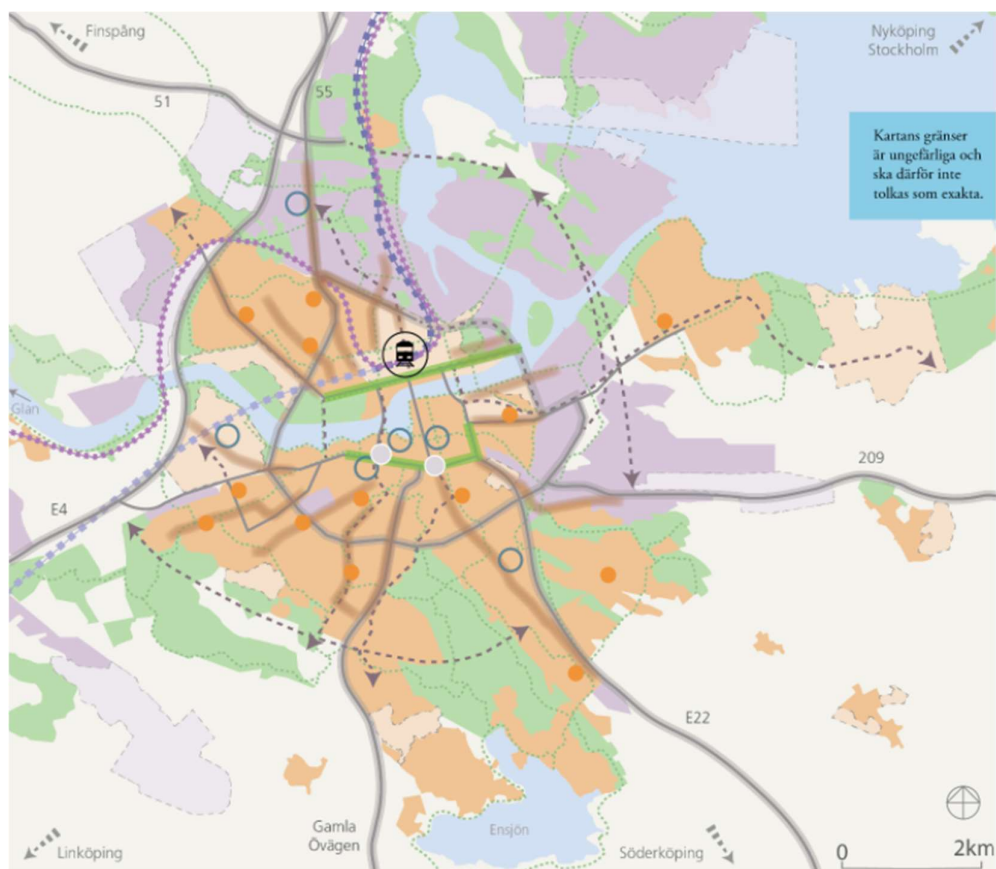 Finspång
Nyköping
Stockholm
51
55
Kartans gränser
är ungefärliga och
ska därför inte
tolkas som exakta.
Glan
209
E4
E22
Gamla
Övägen
Ensjön
Linköping
Söderköping
0
2km